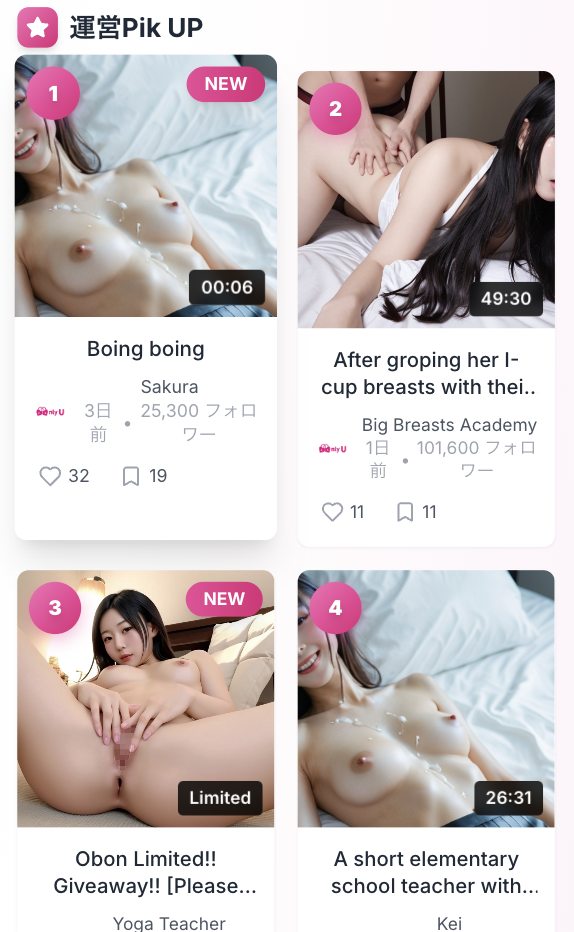 運営Pik UP
1
NEW
00:06
Boing boing
Sakura
nly U
3日
前
•
25,300 フォロ
ワー
32
19
2
49:30
After groping her I-
cup breasts with thei..
Big Breasts Academy
nly U
1日
前
•
101,600 フォロ
ワー
11
11
3
NEW
Limited
Obon Limited!!
Giveaway!! [Please...
Yoga Teacher
4
26:31
A short elementary
school teacher with...
Kei